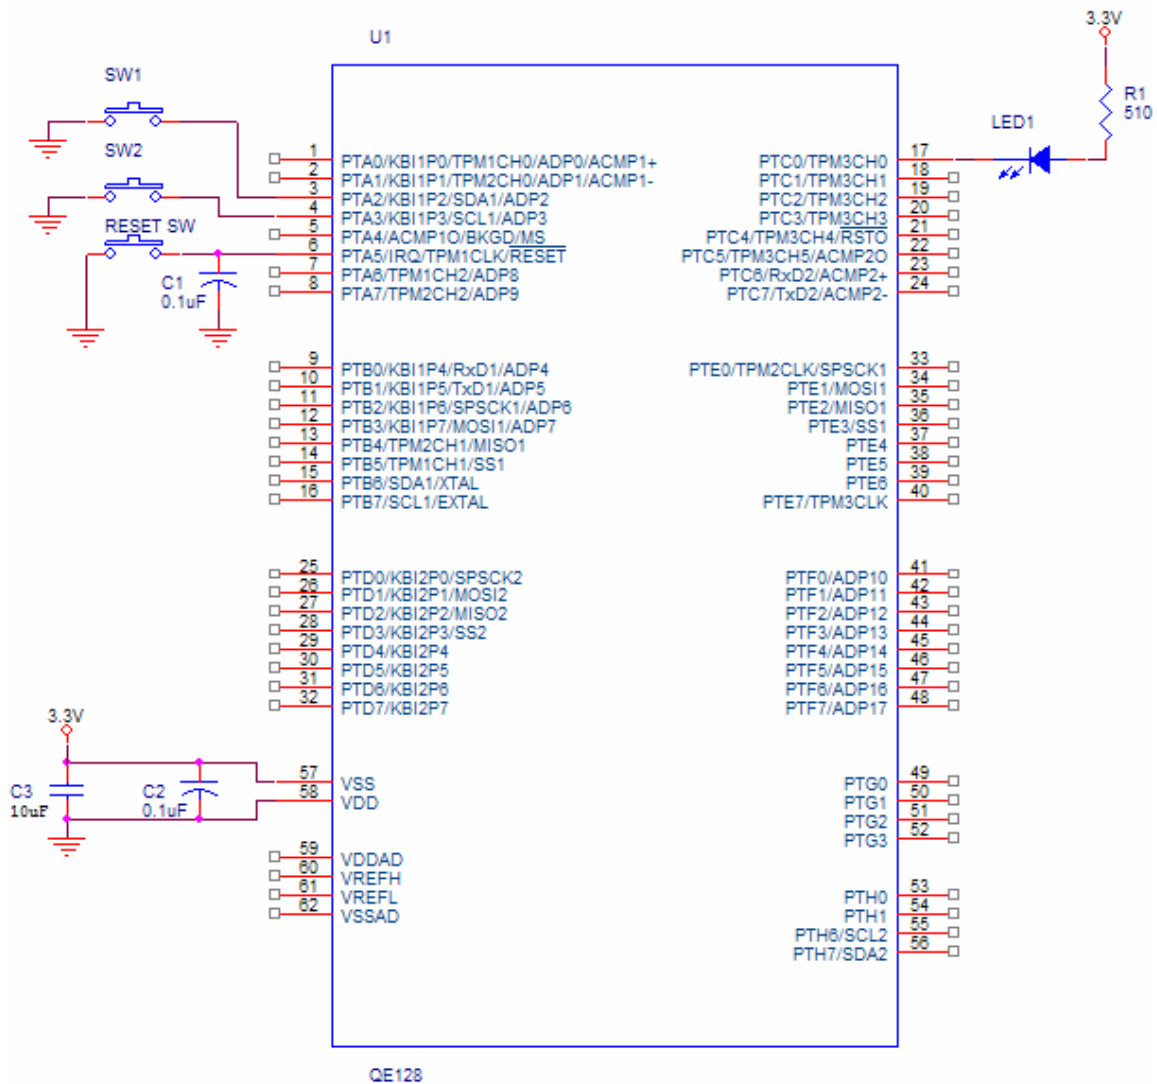 U1
3.3V
SW1
R1
510
LED1
SW2
RESET SW
C1
0.1uF
1 PTA0/KBI1P0/TPM1CH0/ADP0/ACMP1+
2 PTA1/KBI1P1/TPM2CH0/ADP1/ACMP1-
3 PTA2/KBI1P2/SDA1/ADP2
4 PTA3/KBI1P3/SCL1/ADP3
5 PTA4/ACMP1O/BKGD/MS
6 PTA5/IRQ/TPM1CLK/RESET
7 PTA6/TPM1CH2/ADP8
8 PTA7/TPM2CH2/ADP9
PTC0/TPM3CH0 17
PTC1/TPM3CH1 18
PTC2/TPM3CH2 19
PTC3/TPM3CH3 20
PTC4/TPM3CH4/RSTO 21
PTC5/TPM3CH5/ACMP2O 22
PTC6/RxD2/ACMP2+ 23
PTC7/TxD2/ACMP2- 24
9 PTB0/KBI1P4/RxD1/ADP4
10 PTB1/KBI1P5/TxD1/ADP5
11 PTB2/KBI1P6/SPSCK1/ADP6
12 PTB3/KBI1P7/MOSI1/ADP7
13 PTB4/TPM2CH1/MISO1
14 PTB5/TPM1CH1/SS1
15 PTB6/SDA1/XTAL
16 PTB7/SCL1/EXTAL
PTE0/TPM2CLK/SPSCK1 33
PTE1/MOSI1 34
PTE2/MISO1 35
PTE3/SS1 36
PTE4 37
PTE5 38
PTE6 39
PTE7/TPM3CLK 40
25 PTD0/KBI2P0/SPSCK2
26 PTD1/KBI2P1/MOSI2
27 PTD2/KBI2P2/MISO2
28 PTD3/KBI2P3/SS2
29 PTD4/KBI2P4
30 PTD5/KBI2P5
31 PTD6/KBI2P6
32 PTD7/KBI2P7
PTF0/ADP10 41
PTF1/ADP11 42
PTF2/ADP12 43
PTF3/ADP13 44
PTF4/ADP14 45
PTF5/ADP15 46
PTF6/ADP16 47
PTF7/ADP17 48
3.3V
C3
10uF
C2
0.1uF
57 VSS
58 VDD
59 VDDAD
60 VREFH
61 VREFL
62 VSSAD
PTG0 49
PTG1 50
PTG2 51
PTG3 52
PTH0 53
PTH1 54
PTH6/SCL2 55
PTH7/SDA2 56
QE128